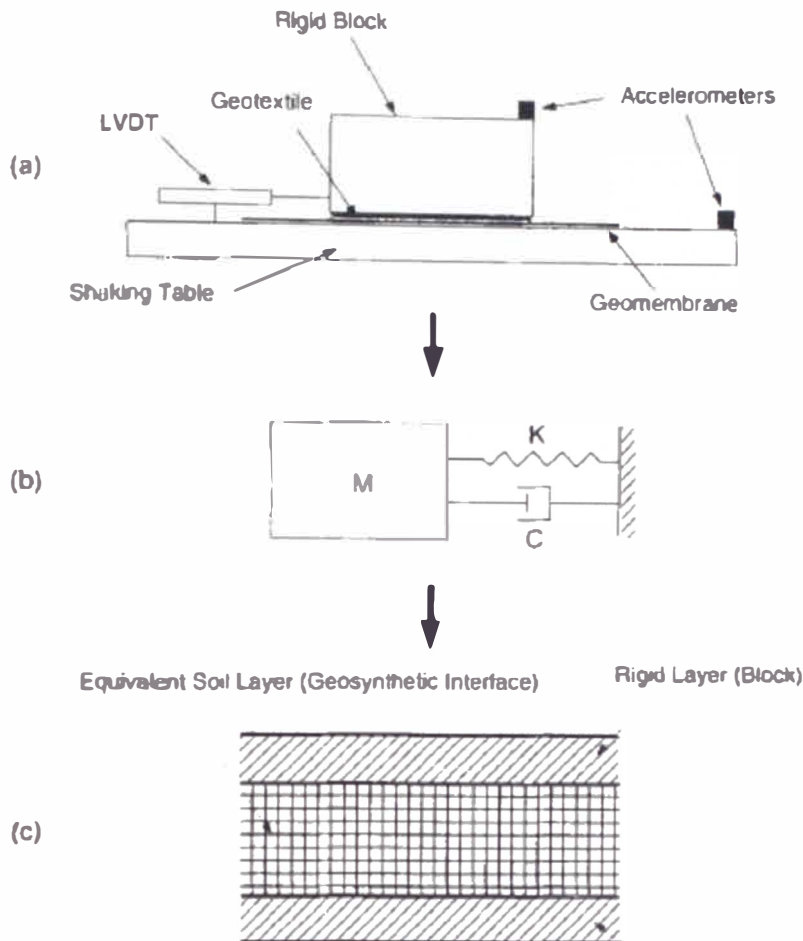 Rigid Block
Geotextile
Accelerometers
LVDT
(a)
Shaking Table
Geomembrane
K
(b)
M
C
Equivalent Soil Layer (Geosynthetic Interface)
Rigid Layer (Block)
(c)